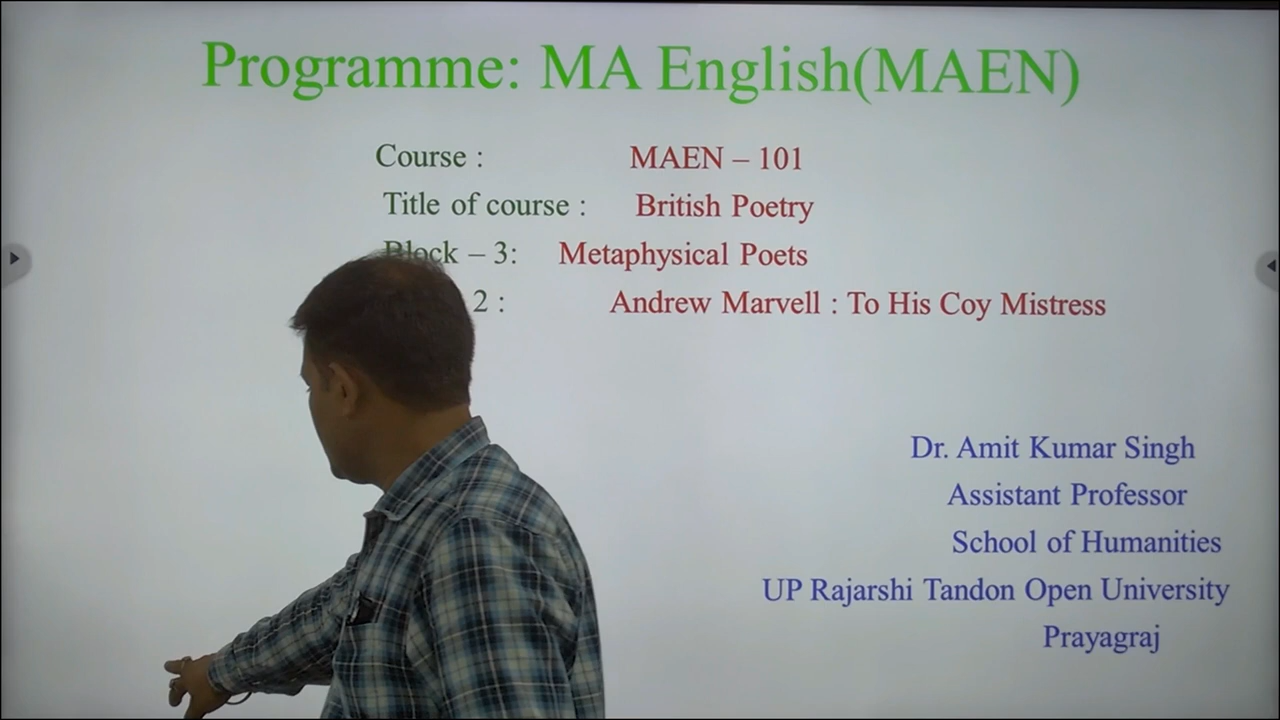 Programme: MA English(MAEN)
Course : MAEN – 101
Title of course : British Poetry
Block – 3: Metaphysical Poets
2 : Andrew Marvell : To His Coy Mistress
Dr. Amit Kumar Singh
Assistant Professor
School of Humanities
UP Rajarshi Tandon Open University
Prayagraj